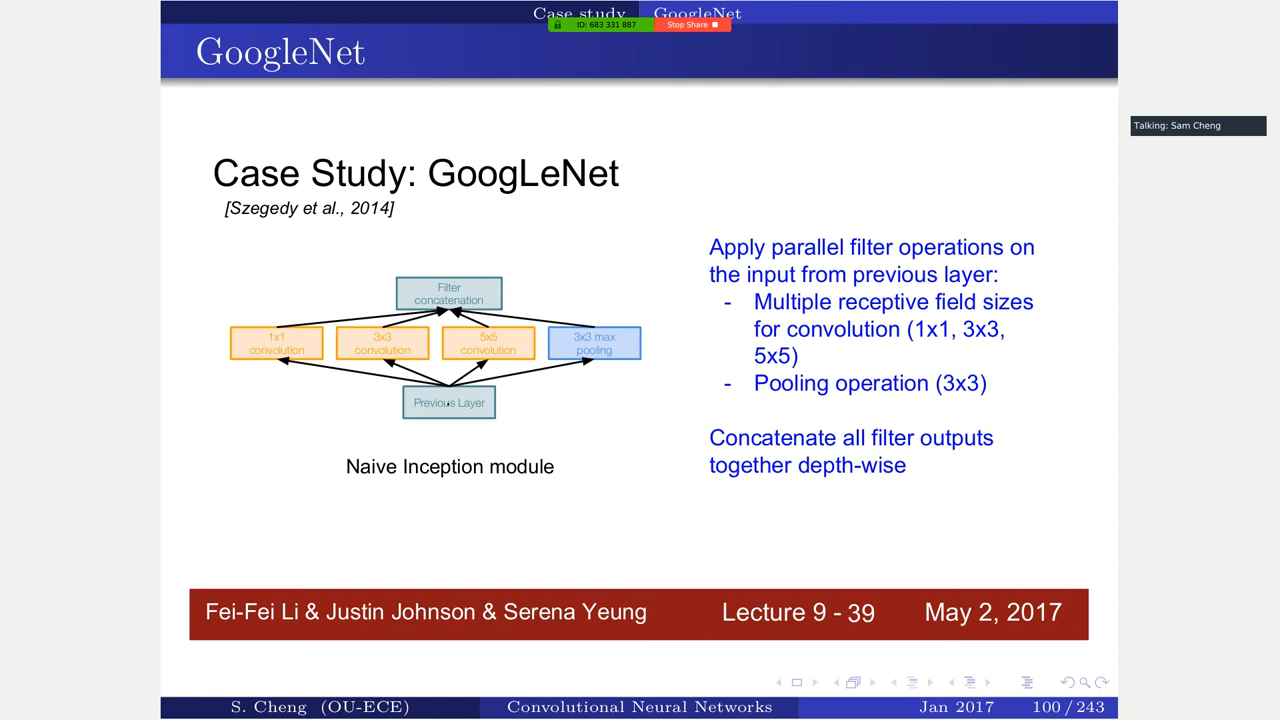 Case study GoogLeNet
ID: 683 331 887 Stop Share
GoogleNet
Talking: Sam Cheng
Case Study: GoogLeNet
[Szegedy et al., 2014]
Filter
concatenation
1x1
convolution
3x3
convolution
5x5
convolution
3x3 max
pooling
Previous Layer
Naive Inception module
Apply parallel filter operations on
the input from previous layer:
- Multiple receptive field sizes
for convolution (1x1, 3x3,
5x5)
- Pooling operation (3x3)
Concatenate all filter outputs
together depth-wise
Fei-Fei Li & Justin Johnson & Serena Yeung Lecture 9 - 39 May 2, 2017
S. Cheng (OU-ECE) Convolutional Neural Networks Jan 2017 100 / 243